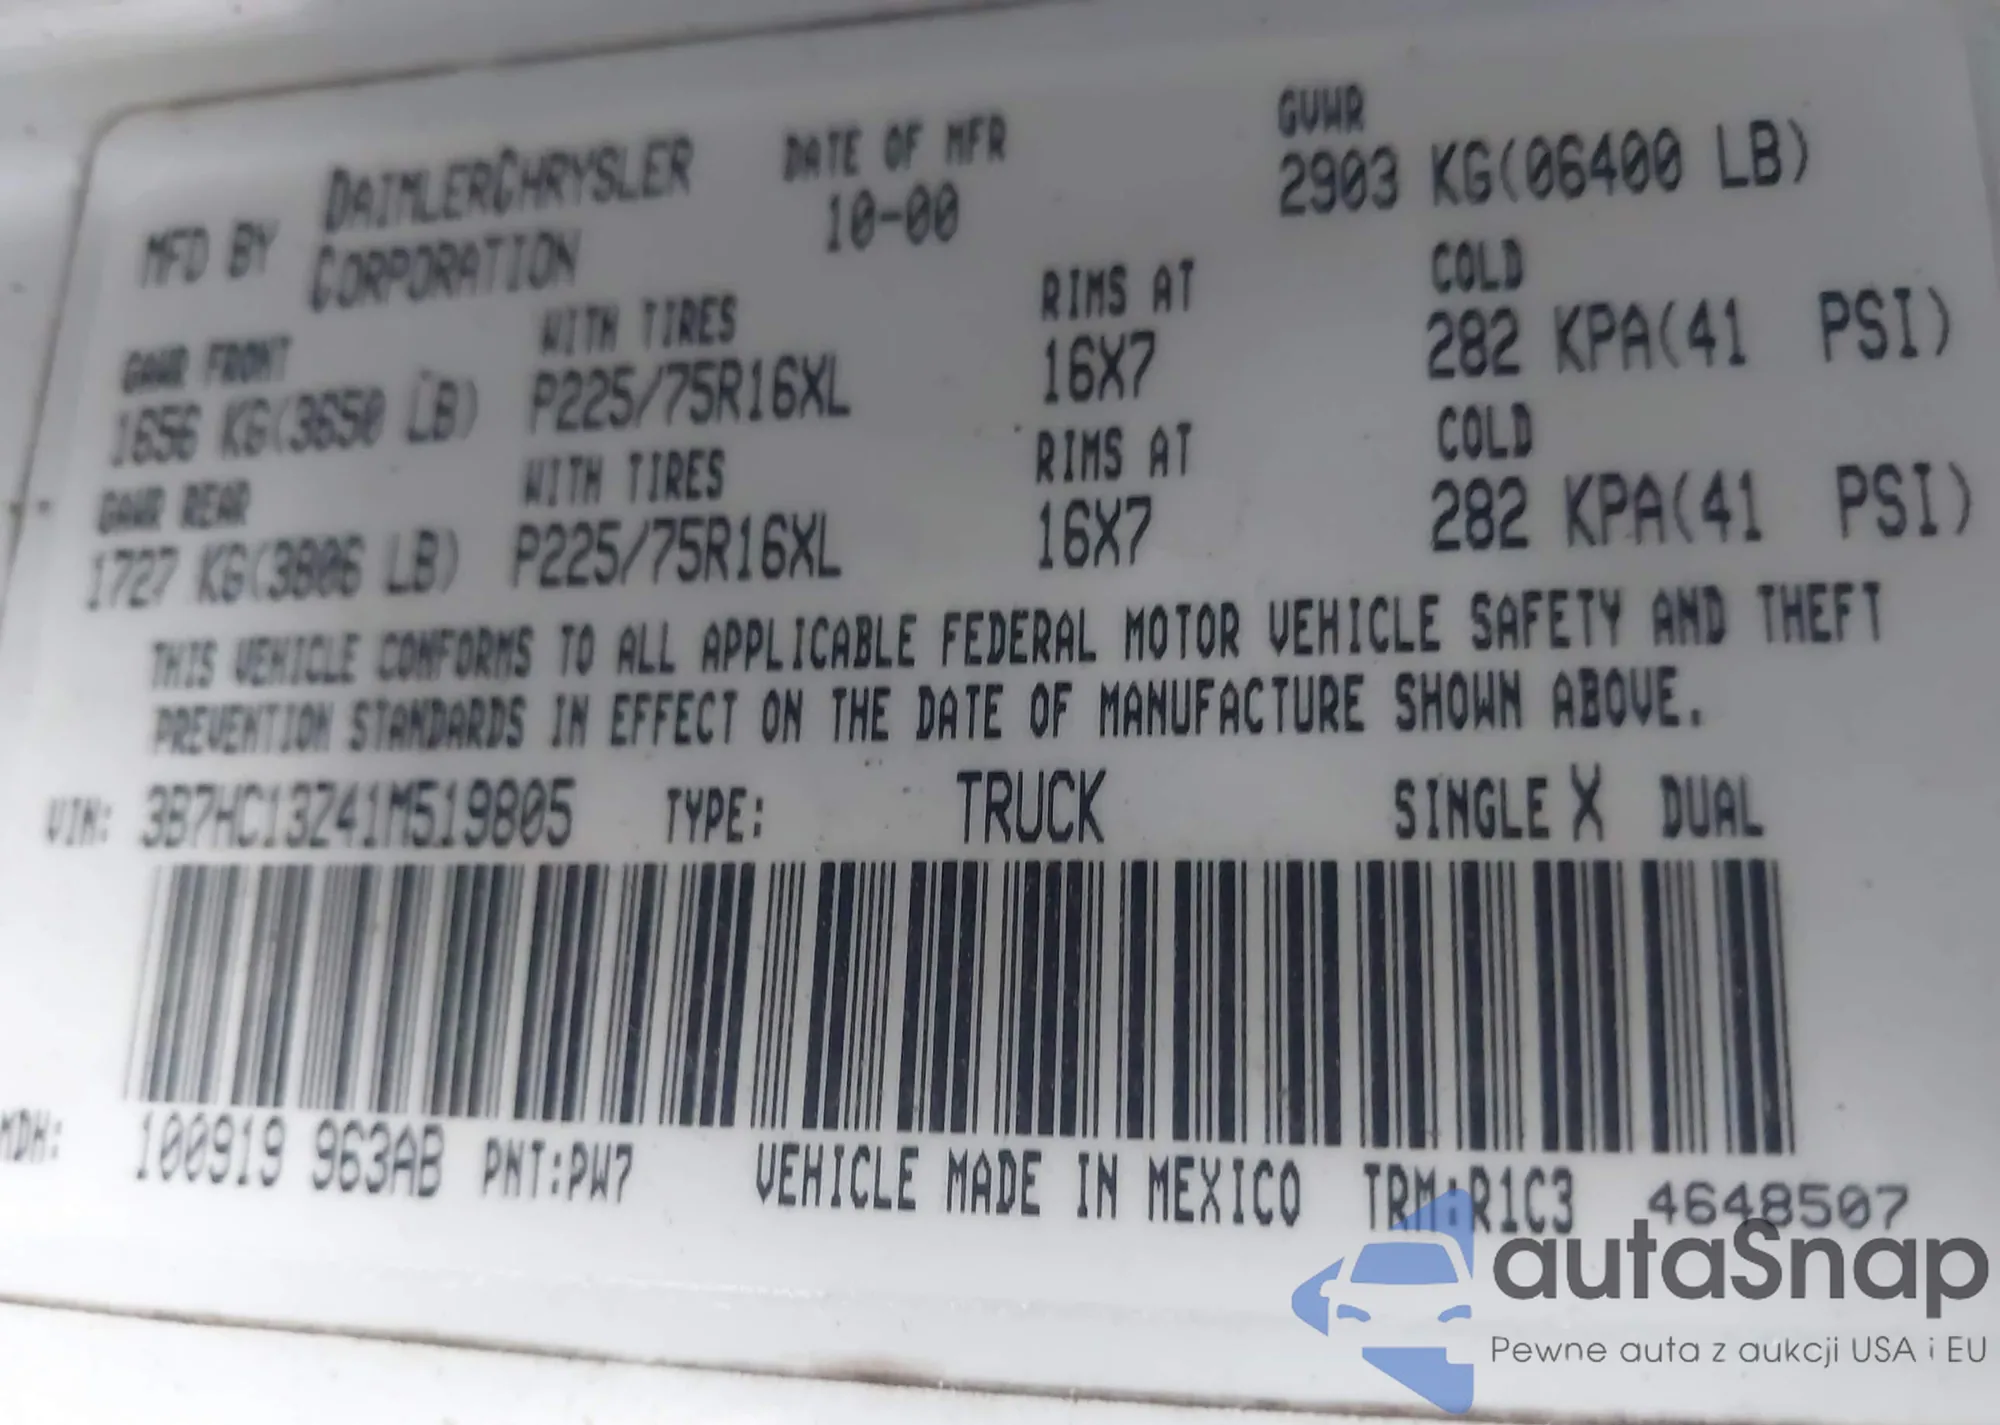 MFD BY DAIMLERCHRYSLER CORPORATION DATE OF MFR 10-00 GVWR 2903 KG(06400 LB)
GAWR FRONT WITH TIRES RIMS AT COLD
1656 KG(3650 LB) P225/75R16XL 16X7 282 KPA(41 PSI)
GAWR REAR WITH TIRES RIMS AT COLD
1727 KG(3806 LB) P225/75R16XL 16X7 282 KPA(41 PSI)
THIS VEHICLE CONFORMS TO ALL APPLICABLE FEDERAL MOTOR VEHICLE SAFETY AND THEFT
PREVENTION STANDARDS IN EFFECT ON THE DATE OF MANUFACTURE SHOWN ABOVE.
VIN: 3B7HC13Z41M519805 TYPE: TRUCK SINGLE X DUAL
MDH: 100919 963AB PNT:PW7 VEHICLE MADE IN MEXICO TRM:R1C3 4648507
autaSnap
Pewne auta z aukcji USA i EU